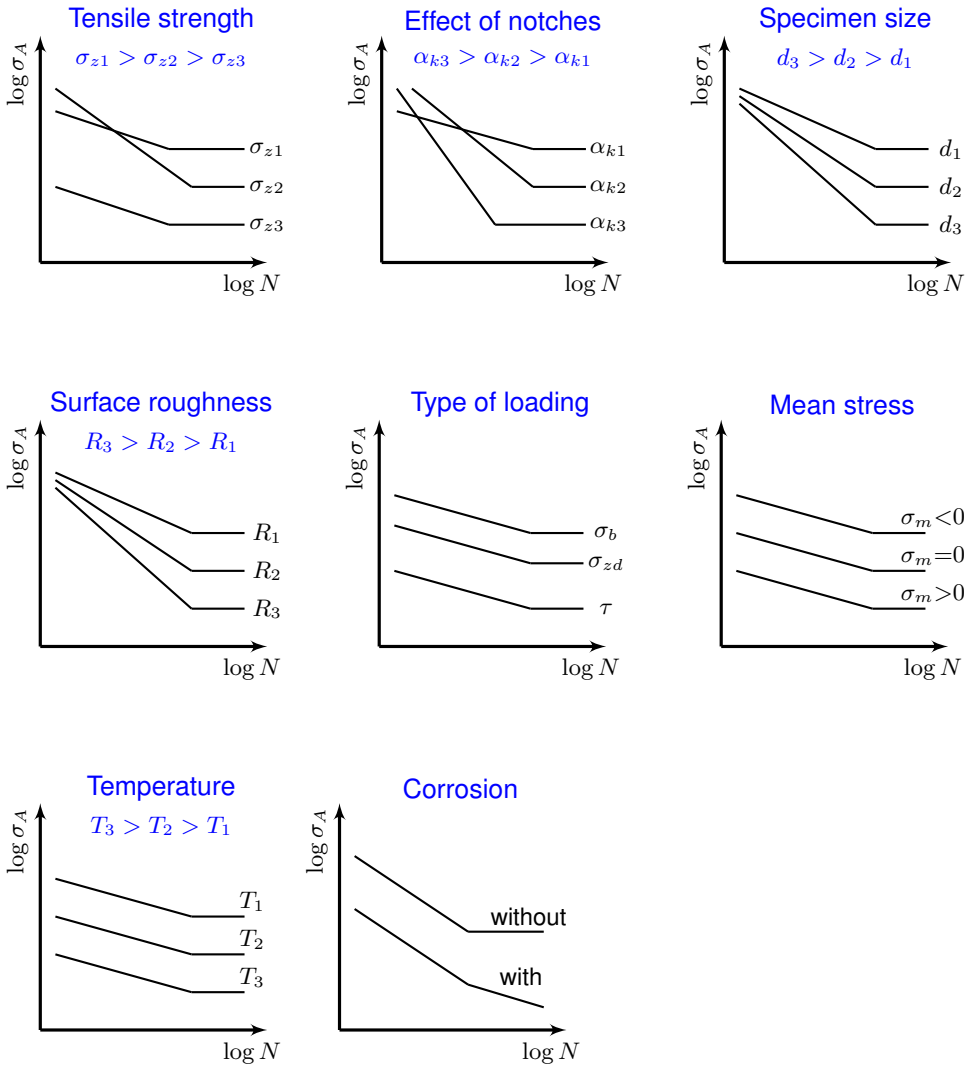 Tensile strength
σz1 > σz2 > σz3
log σA
σz1
σz2
σz3
log N
Effect of notches
αk3 > αk2 > αk1
log σA
αk1
αk2
αk3
log N
Specimen size
d3 > d2 > d1
log σA
d1
d2
d3
log N
Surface roughness
R3 > R2 > R1
log σA
R1
R2
R3
log N
Type of loading
log σA
σb
σzd
τ
log N
Mean stress
log σA
σm<0
σm=0
σm>0
log N
Temperature
T3 > T2 > T1
log σA
T1
T2
T3
log N
Corrosion
log σA
without
with
log N